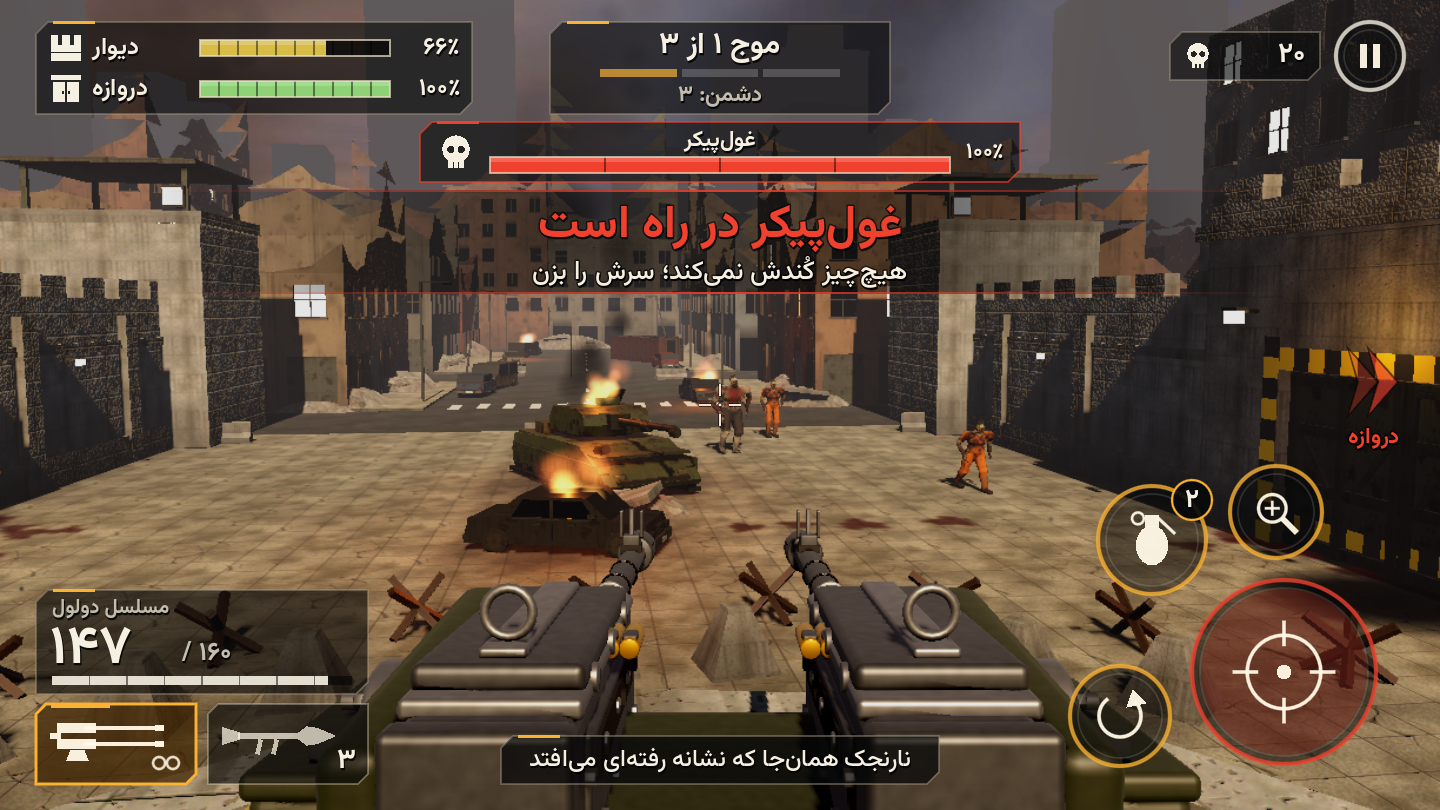 دیوار ۶۶٪
دروازه ۱۰۰٪
موج ۱ از ۳
دشمن: ۳
۲۰
غول‌پیکر
۱۰۰٪
غول‌پیکر در راه است
هیچ‌چیز کُندش نمی‌کند؛ سرش را بزن
دروازه
۲
مسلسل دولول
۱۴۷ / ۱۶۰
∞
۳
نارنجک همان‌جا که نشانه رفته‌ای می‌افتد